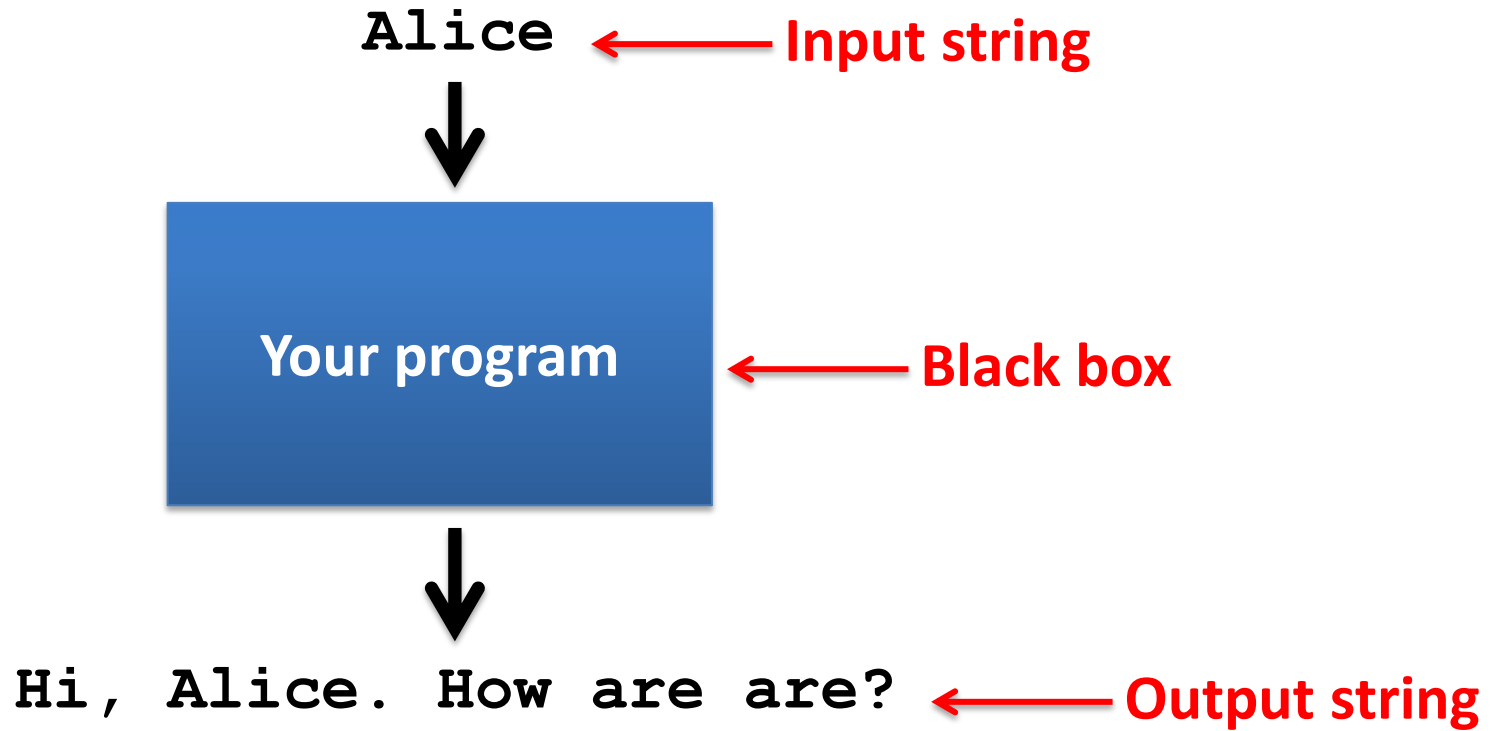 Alice
Input string
Your program
Black box
Hi, Alice. How are are?
Output string